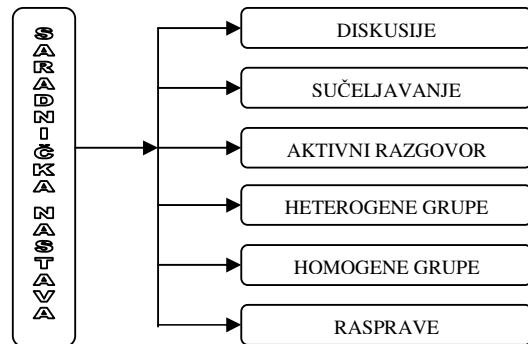 SARADNIČKA NASTAVA
DISKUSIJE
SUČELJAVANJE
AKTIVNI RAZGOVOR
HETEROGENE GRUPE
HOMOGENE GRUPE
RASPRAVE